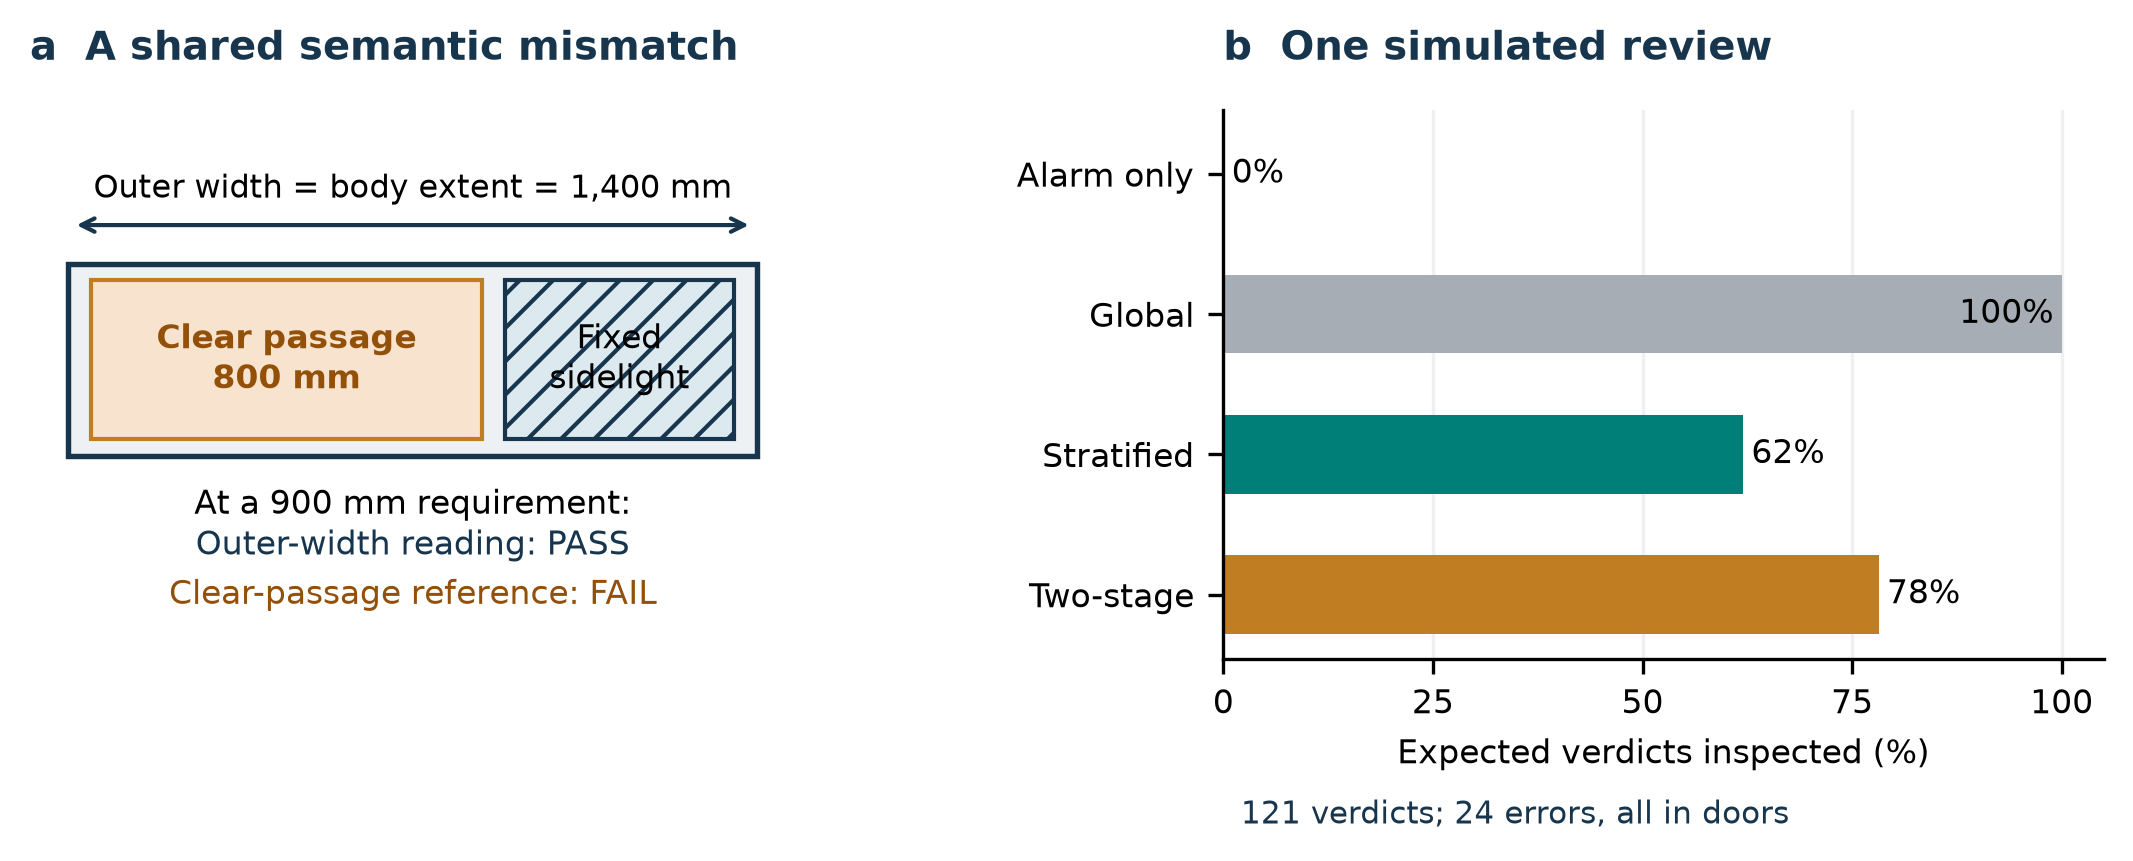 a A shared semantic mismatch
Outer width = body extent = 1,400 mm
Clear passage
800 mm
Fixed
sidelight
At a 900 mm requirement:
Outer-width reading: PASS
Clear-passage reference: FAIL
b One simulated review
Alarm only
0%
Global
100%
Stratified
62%
Two-stage
78%
0 25 50 75 100
Expected verdicts inspected (%)
121 verdicts; 24 errors, all in doors